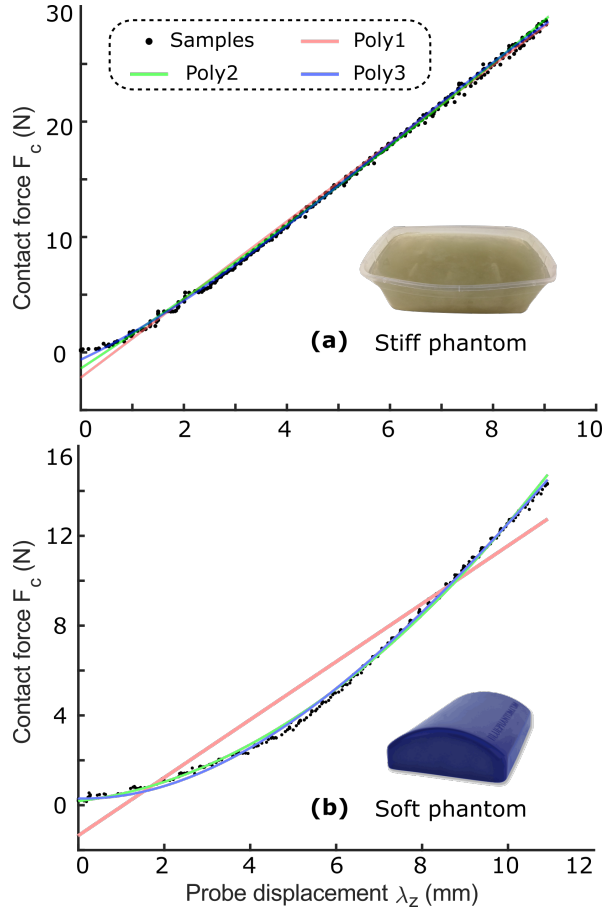 30
20
10
0
Contact force F_c (N)
Samples
Poly1
Poly2
Poly3
(a) Stiff phantom
0
2
4
6
8
10
16
12
8
4
0
Contact force F_c (N)
(b) Soft phantom
0
2
4
6
8
10
12
Probe displacement λ_z (mm)